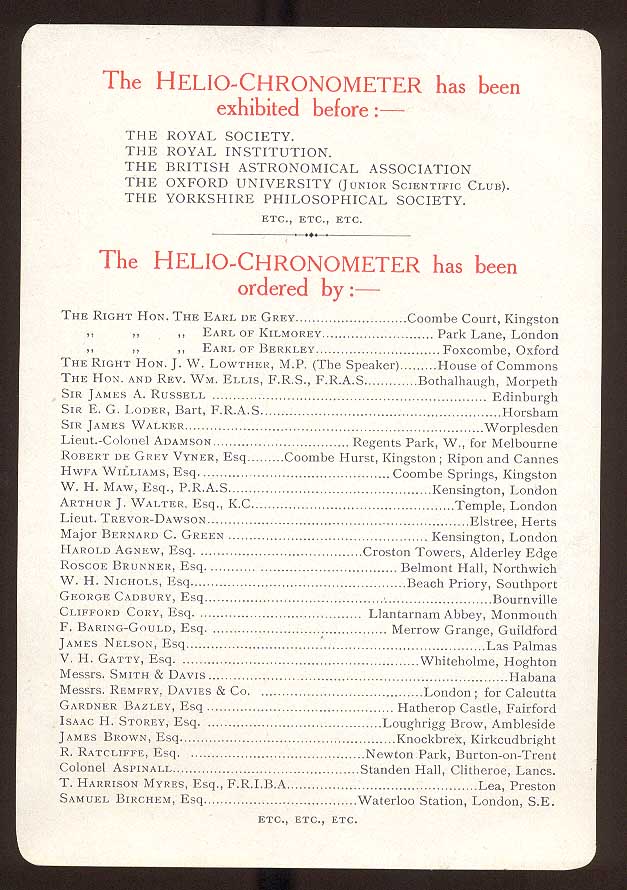 The HELIO-CHRONOMETER has been
exhibited before :—
THE ROYAL SOCIETY.
THE ROYAL INSTITUTION.
THE BRITISH ASTRONOMICAL ASSOCIATION
THE OXFORD UNIVERSITY (Junior Scientific Club).
THE YORKSHIRE PHILOSOPHICAL SOCIETY.
ETC., ETC., ETC.
The HELIO-CHRONOMETER has been
ordered by :—
The Right Hon. The Earl de Grey..............................Coombe Court, Kingston
,, ,, ,, Earl of Kilmorey............................ Park Lane, London
,, ,, ,, Earl of Berkley................................Foxcombe, Oxford
The Right Hon. J. W. Lowther, M.P. (The Speaker).........House of Commons
The Hon. and Rev. Wm. Ellis, F.R.S., F.R.A.S.............Bothalhaugh, Morpeth
Sir James A. Russell ........................................................................ Edinburgh
Sir E. G. Loder, Bart, F.R.A.S................................................................Horsham
Sir James Walker..............................................................................Worplesden
Lieut.-Colonel Adamson................................... Regents Park, W., for Melbourne
Robert de Grey Vyner, Esq.........Coombe Hurst, Kingston ; Ripon and Cannes
Hwfa Williams, Esq.................................................. Coombe Springs, Kingston
W. H. Maw, Esq., P.R.A.S.....................................................Kensington, London
Arthur J. Walter, Esq., K.C....................................................Temple, London
Lieut. Trevor-Dawson....................................................................Elstree, Herts
Major Bernard C. Green .................................................... Kensington, London
Harold Agnew, Esq. ..........................................Croston Towers, Alderley Edge
Roscoe Brunner, Esq. ................................................ Belmont Hall, Northwich
W. H. Nichols, Esq.......................................................Beach Priory, Southport
George Cadbury, Esq...........................................................................Bournville
Clifford Cory, Esq. .......................................... Llantarnam Abbey, Monmouth
F. Baring-Gould, Esq. .............................................. Merrow Grange, Guildford
James Nelson, Esq..............................................................................Las Palmas
V. H. Gatty, Esq. ..............................................................Whiteholme, Hoghton
Messrs. Smith & Davis..............................................................................Habana
Messrs. Remfry, Davies & Co. ..........................................London ; for Calcutta
Gardner Bazley, Esq .................................................. Hatherop Castle, Fairford
Isaac H. Storey, Esq. ..............................................Loughrigg Brow, Ambleside
James Brown, Esq..............................................................Knockbrex, Kirkcudbright
R. Ratcliffe, Esq. ..............................................Newton Park, Burton-on-Trent
Colonel Aspinall.................................................Standen Hall, Clitheroe, Lancs.
T. Harrison Myres, Esq., F.R.I.B.A..................................................Lea, Preston
Samuel Birchem, Esq........................................Waterloo Station, London, S.E.
ETC., ETC., ETC.